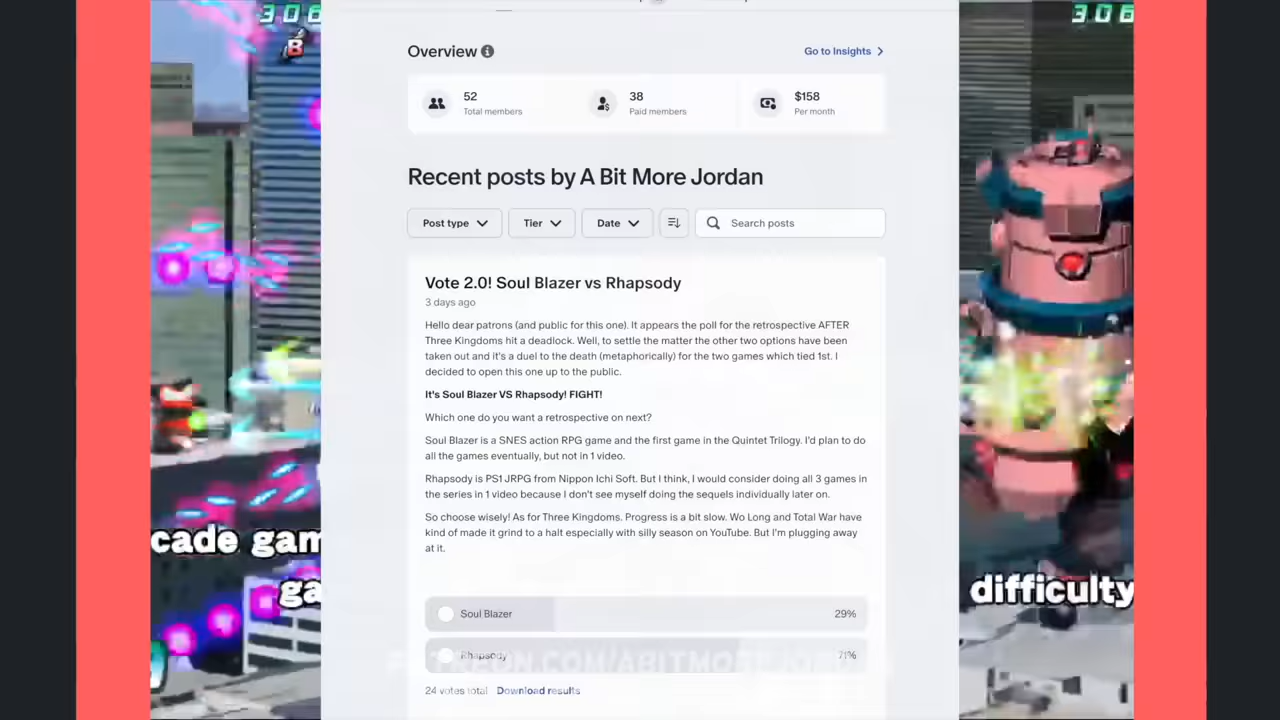 306
B
306
Overview
Go to Insights
52
Total members
38
Paid members
$158
Per month
Recent posts by A Bit More Jordan
Post type
Tier
Date
Search posts
Vote 2.0! Soul Blazer vs Rhapsody
3 days ago
Hello dear patrons (and public for this one). It appears the poll for the retrospective AFTER
Three Kingdoms hit a deadlock. Well, to settle the matter the other two options have been
taken out and it's a duel to the death (metaphorically) for the two games which tied 1st. I
decided to open this one up to the public.
It's Soul Blazer VS Rhapsody! FIGHT!
Which one do you want a retrospective on next?
Soul Blazer is a SNES action RPG game and the first game in the Quintet Trilogy. I'd plan to do
all the games eventually, but not in 1 video.
Rhapsody is PS1 JRPG from Nippon Ichi Soft. But I think, I would consider doing all 3 games in
the series in 1 video because I don't see myself doing the sequels individually later on.
So choose wisely! As for Three Kingdoms. Progress is a bit slow. Wo Long and Total War have
kind of made it grind to a halt especially with silly season on YouTube. But I'm plugging away
at it.
cade gam
ga
difficulty
Soul Blazer
29%
Rhapsody
71%
PATREON.COM/ABITMOREJORDAN
24 votes total
Download results